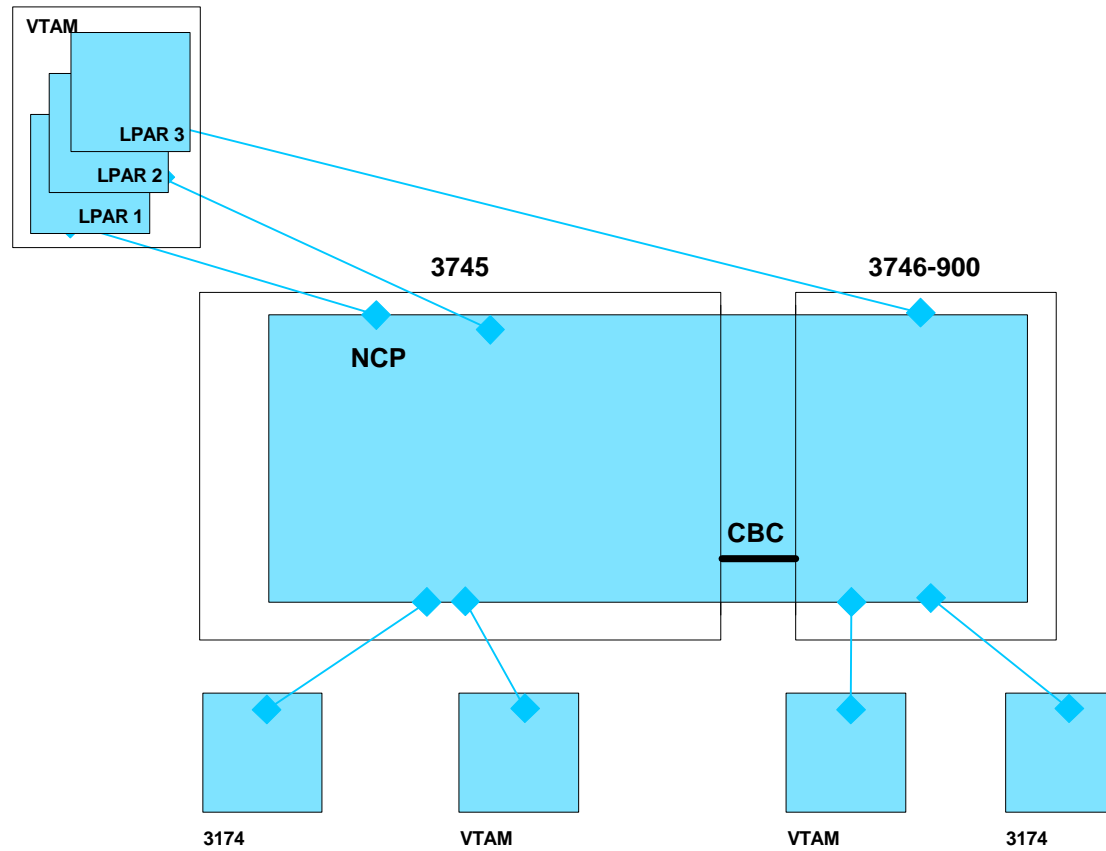 VTAM
LPAR 3
LPAR 2
LPAR 1
3745
3746-900
NCP
CBC
3174
VTAM
VTAM
3174